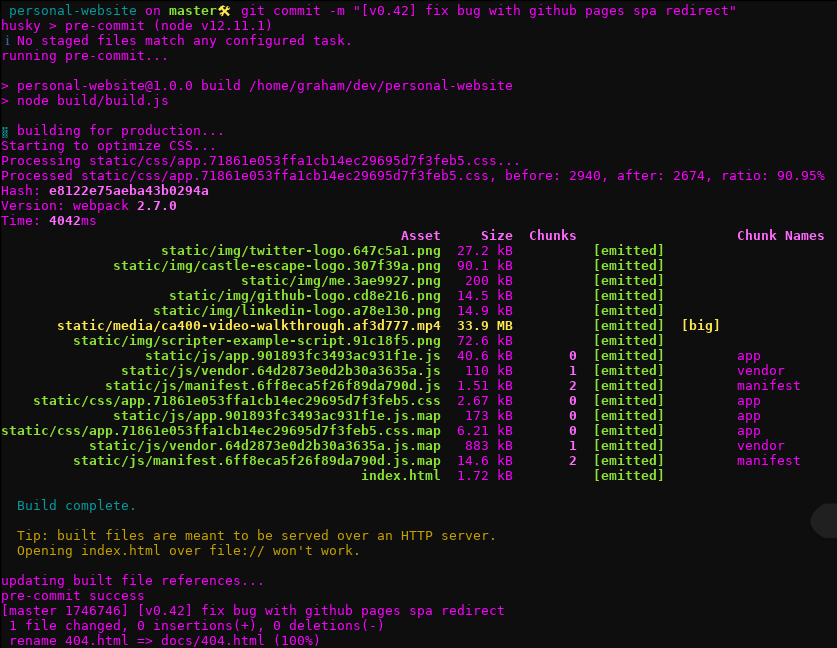 personal-website on master🛠 git commit -m "[v0.42] fix bug with github pages spa redirect"
husky > pre-commit (node v12.11.1)
ℹ No staged files match any configured task.
running pre-commit...
> personal-website@1.0.0 build /home/graham/dev/personal-website
> node build/build.js
building for production...
Starting to optimize CSS...
Processing static/css/app.71861e053ffa1cb14ec29695d7f3feb5.css...
Processed static/css/app.71861e053ffa1cb14ec29695d7f3feb5.css, before: 2940, after: 2674, ratio: 90.95%
Hash: e8122e75aeba43b0294a
Version: webpack 2.7.0
Time: 4042ms
Asset Size Chunks Chunk Names
static/img/twitter-logo.647c5a1.png 27.2 kB [emitted]
static/img/castle-escape-logo.307f39a.png 90.1 kB [emitted]
static/img/me.3ae9927.png 200 kB [emitted]
static/img/github-logo.cd8e216.png 14.5 kB [emitted]
static/img/linkedin-logo.a78e130.png 14.9 kB [emitted]
static/media/ca400-video-walkthrough.af3d777.mp4 33.9 MB [emitted] [big]
static/img/scripter-example-script.91c18f5.png 72.6 kB [emitted]
static/js/app.901893fc3493ac931f1e.js 40.6 kB 0 [emitted] app
static/js/vendor.64d2873e0d2b30a3635a.js 110 kB 1 [emitted] vendor
static/js/manifest.6ff8eca5f26f89da790d.js 1.51 kB 2 [emitted] manifest
static/css/app.71861e053ffa1cb14ec29695d7f3feb5.css 2.67 kB 0 [emitted] app
static/js/app.901893fc3493ac931f1e.js.map 173 kB 0 [emitted] app
static/css/app.71861e053ffa1cb14ec29695d7f3feb5.css.map 6.21 kB 0 [emitted] app
static/js/vendor.64d2873e0d2b30a3635a.js.map 883 kB 1 [emitted] vendor
static/js/manifest.6ff8eca5f26f89da790d.js.map 14.6 kB 2 [emitted] manifest
index.html 1.72 kB [emitted]
Build complete.
Tip: built files are meant to be served over an HTTP server.
Opening index.html over file:// won't work.
updating built file references...
pre-commit success
[master 1746746] [v0.42] fix bug with github pages spa redirect
1 file changed, 0 insertions(+), 0 deletions(-)
rename 404.html => docs/404.html (100%)